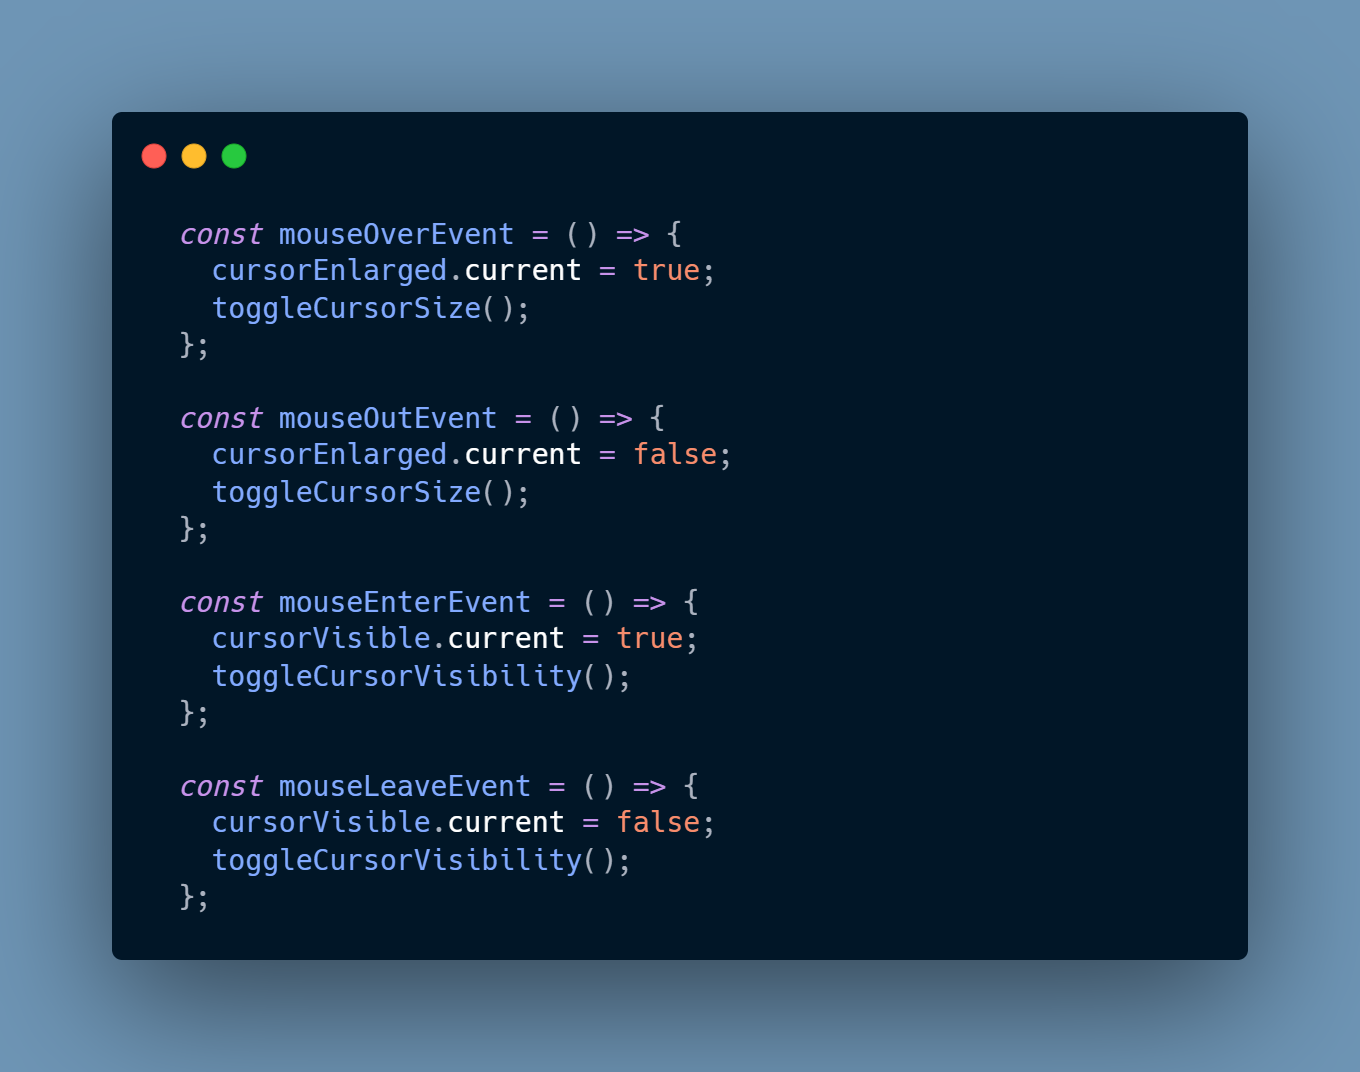 const mouseOverEvent = () => {
  cursorEnlarged.current = true;
  toggleCursorSize();
};

const mouseOutEvent = () => {
  cursorEnlarged.current = false;
  toggleCursorSize();
};

const mouseEnterEvent = () => {
  cursorVisible.current = true;
  toggleCursorVisibility();
};

const mouseLeaveEvent = () => {
  cursorVisible.current = false;
  toggleCursorVisibility();
};